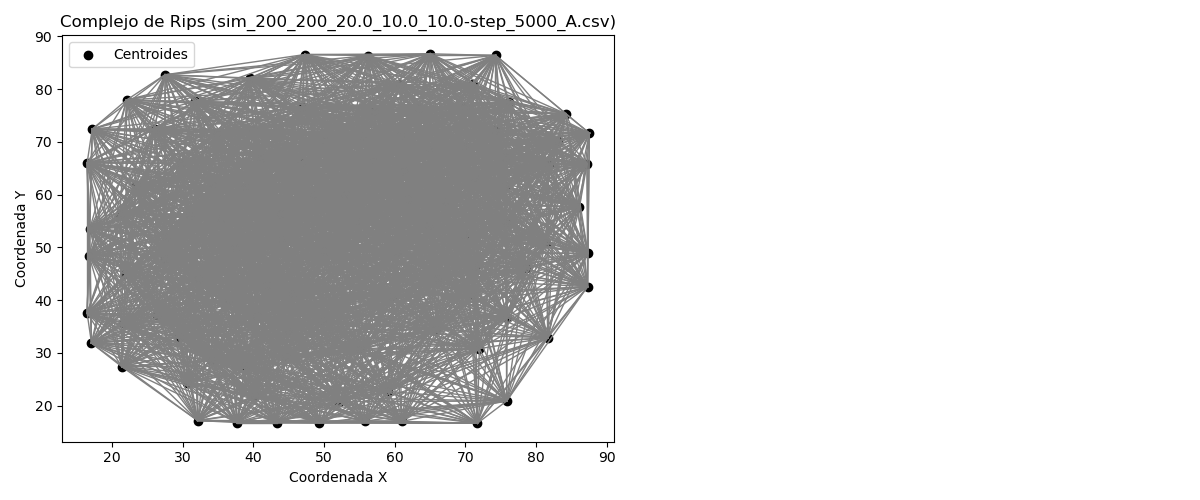 Complejo de Rips (sim_200_200_20.0_10.0_10.0-step_5000_A.csv)
Centroides
90
80
70
60
50
40
30
20
Coordenada Y
20 30 40 50 60 70 80 90
Coordenada X